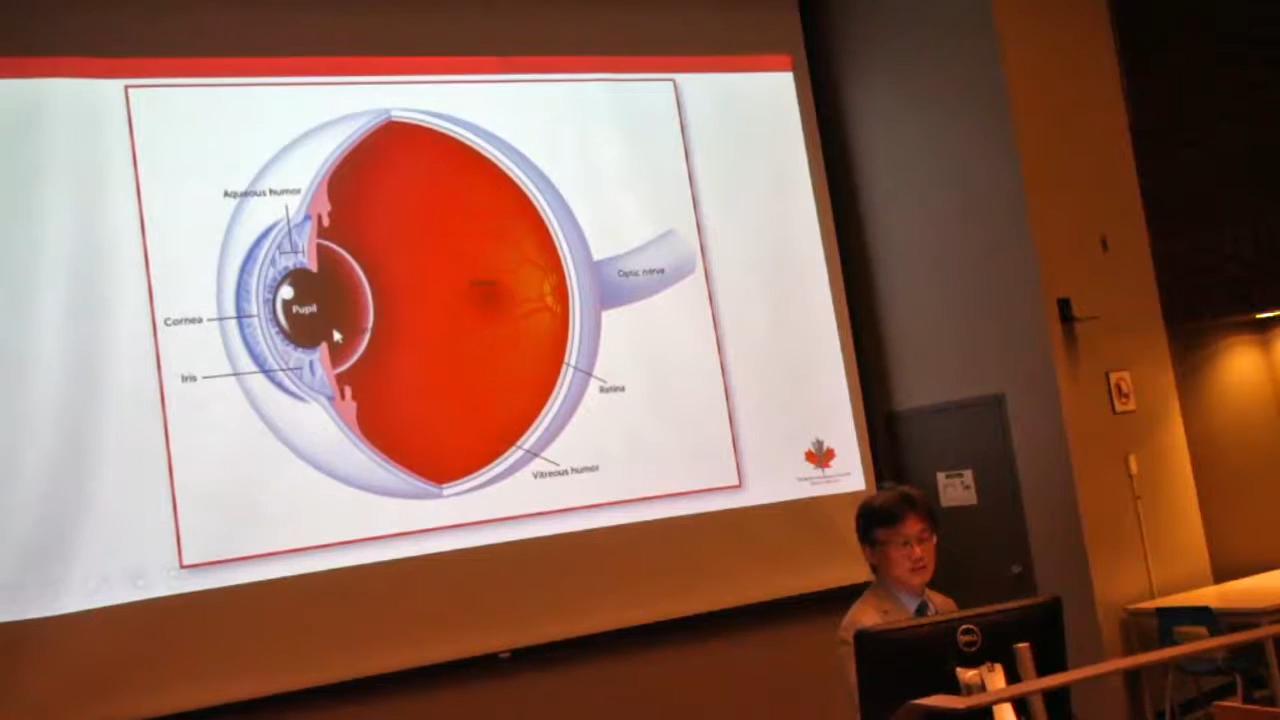 Aqueous humor
Pupil
Cornea
Iris
Optic nerve
Retina
Vitreous humor
DELL